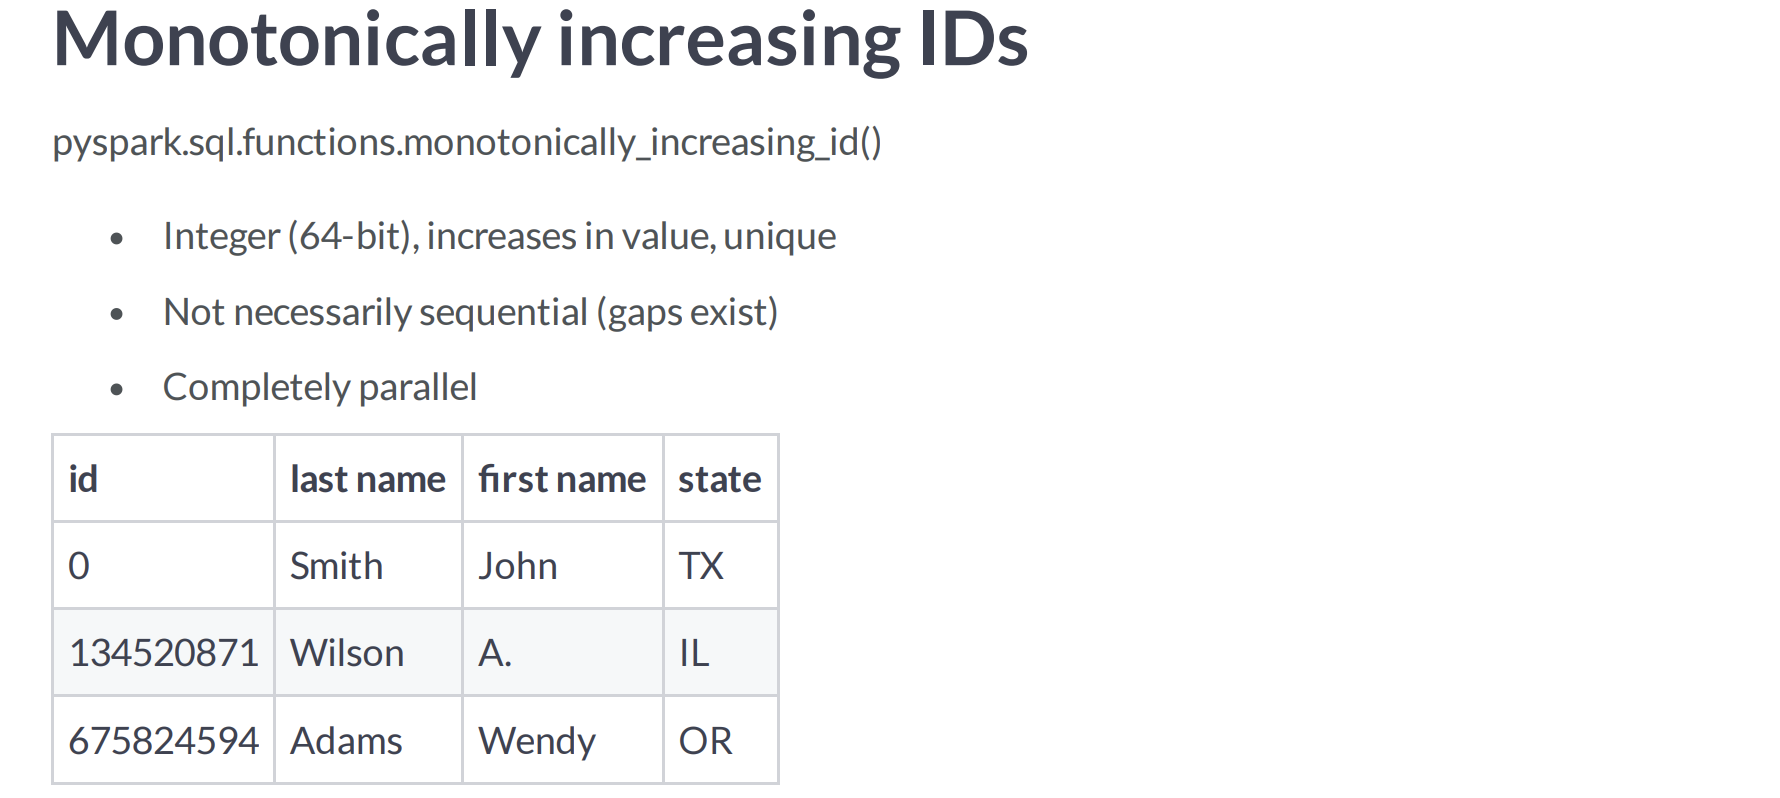 Monotonically increasing IDs
pyspark.sql.functions.monotonically_increasing_id()
• Integer (64-bit), increases in value, unique
• Not necessarily sequential (gaps exist)
• Completely parallel
id last name first name state
0 Smith John TX
134520871 Wilson A. IL
675824594 Adams Wendy OR